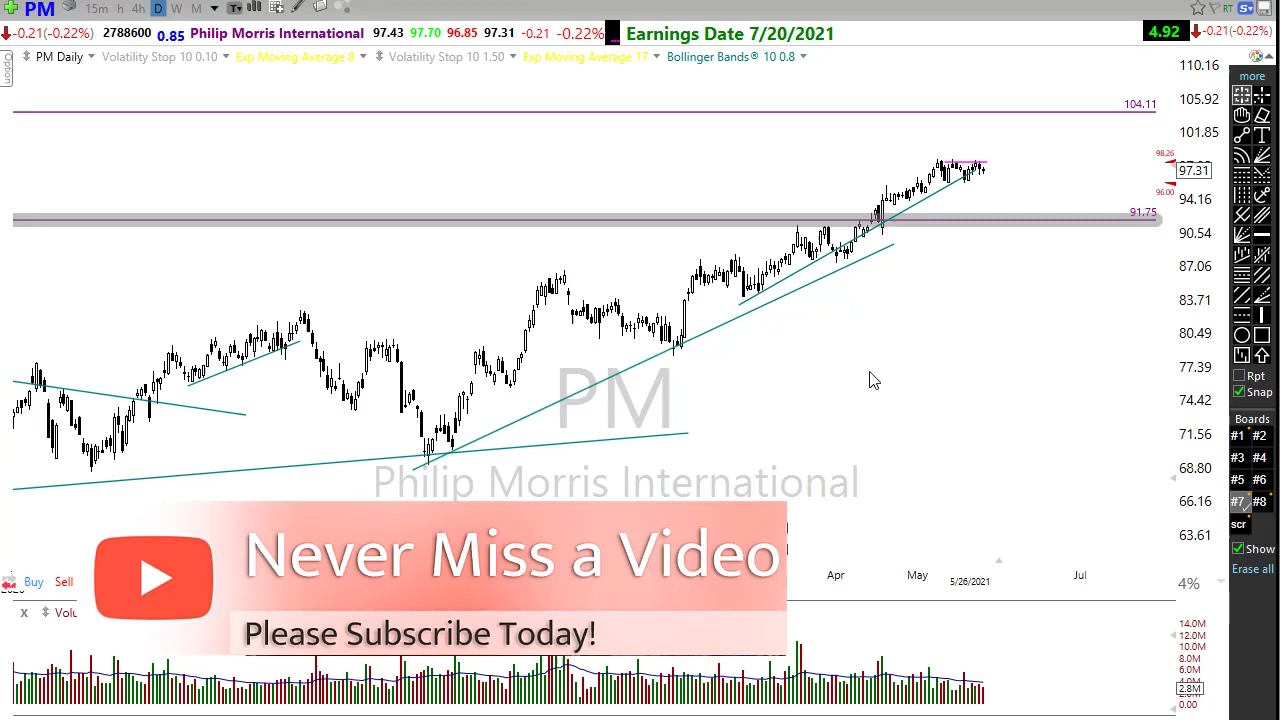 PM 15m h 4h D W M T RT S
-0.21(-0.22%) 2788600 0.85 Philip Morris International 97.43 97.70 96.85 97.31 -0.21 -0.22% Earnings Date 7/20/2021 4.92 -0.21(-0.22%)
Option
PM Daily Volatility Stop 10 0.10 Exp Moving Average 8 Volatility Stop 10 1.50 Exp Moving Average 17 Bollinger Bands® 10 0.8
110.16
104.11
105.92
101.85
98.26
97.31
96.00
94.16
91.75
90.54
87.06
83.71
80.49
77.39
74.42
71.56
68.80
66.16
63.61
PM
Philip Morris International
more
Rpt
Snap
Boards
#1 #2
#3 #4
#5 #6
#7 #8
scr
Show
Erase all
Never Miss a Video
Please Subscribe Today!
Buy Sell
Apr May 5/26/2021 Jul
4%
x Volu
14.0M
12.0M
10.0M
8.0M
6.0M
4.0M
2.8M
0.00